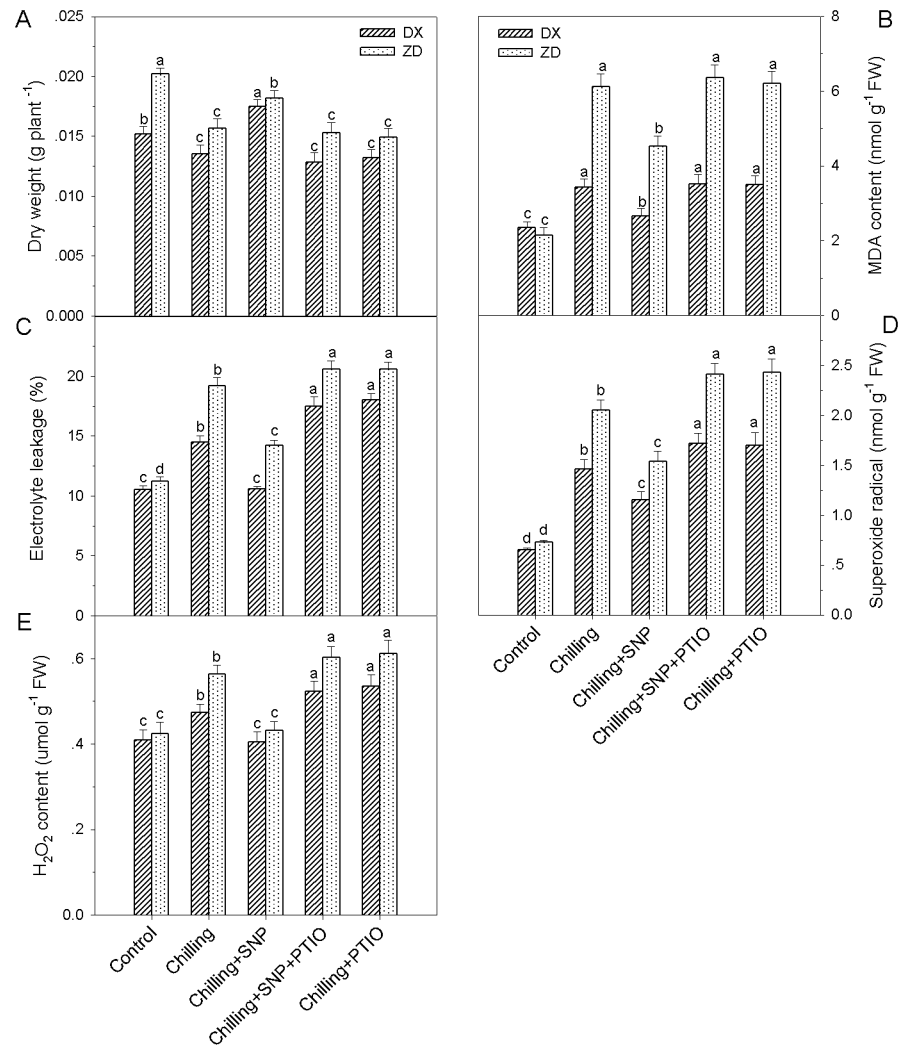 A
Dry weight (g plant -1)
.025
.020
.015
.010
.005
0.000
DX
ZD
b a c c a b c c c c
B
MDA content (nmol g-1 FW)
8
6
4
2
0
DX
ZD
c c a a b b a a a a
C
Electrolyte leakage (%)
20
15
10
5
0
c d b b c c a a a a
D
Superoxide radical (nmol g-1 FW)
2.5
2.0
1.5
1.0
.5
0.0
d d b b c c a a a a
Control
Chilling
Chilling+SNP
Chilling+SNP+PTIO
Chilling+PTIO
E
H2O2 content (umol g-1 FW)
.6
.4
.2
0.0
c c b b c c a a a a
Control
Chilling
Chilling+SNP
Chilling+SNP+PTIO
Chilling+PTIO